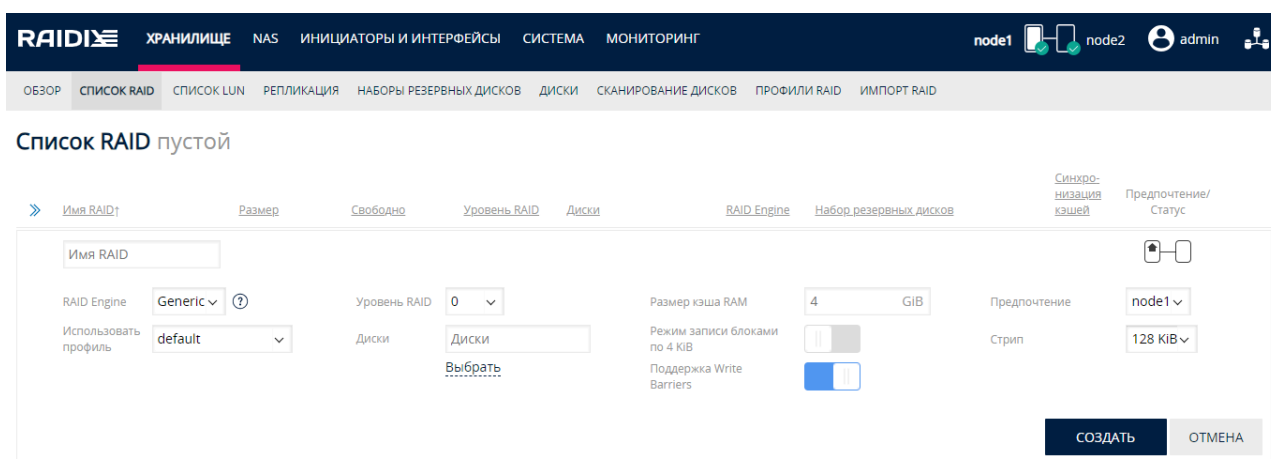 RAIDIX ХРАНИЛИЩЕ NAS ИНИЦИАТОРЫ И ИНТЕРФЕЙСЫ СИСТЕМА МОНИТОРИНГ node1 node2 admin
ОБЗОР СПИСОК RAID СПИСОК LUN РЕПЛИКАЦИЯ НАБОРЫ РЕЗЕРВНЫХ ДИСКОВ ДИСКИ СКАНИРОВАНИЕ ДИСКОВ ПРОФИЛИ RAID ИМПОРТ RAID
Список RAID пустой
Имя RAID↑ Размер Свободно Уровень RAID Диски RAID Engine Набор резервных дисков
Синхро-
низация
кэшей
Предпочтение/
Статус
Имя RAID
RAID Engine Generic ? Уровень RAID 0 Размер кэша RAM 4 GiB Предпочтение node1
Использовать
профиль
default Диски Диски
Выбрать
Режим записи блоками
по 4 KiB
Стрип 128 KiB
Поддержка Write
Barriers
СОЗДАТЬ ОТМЕНА